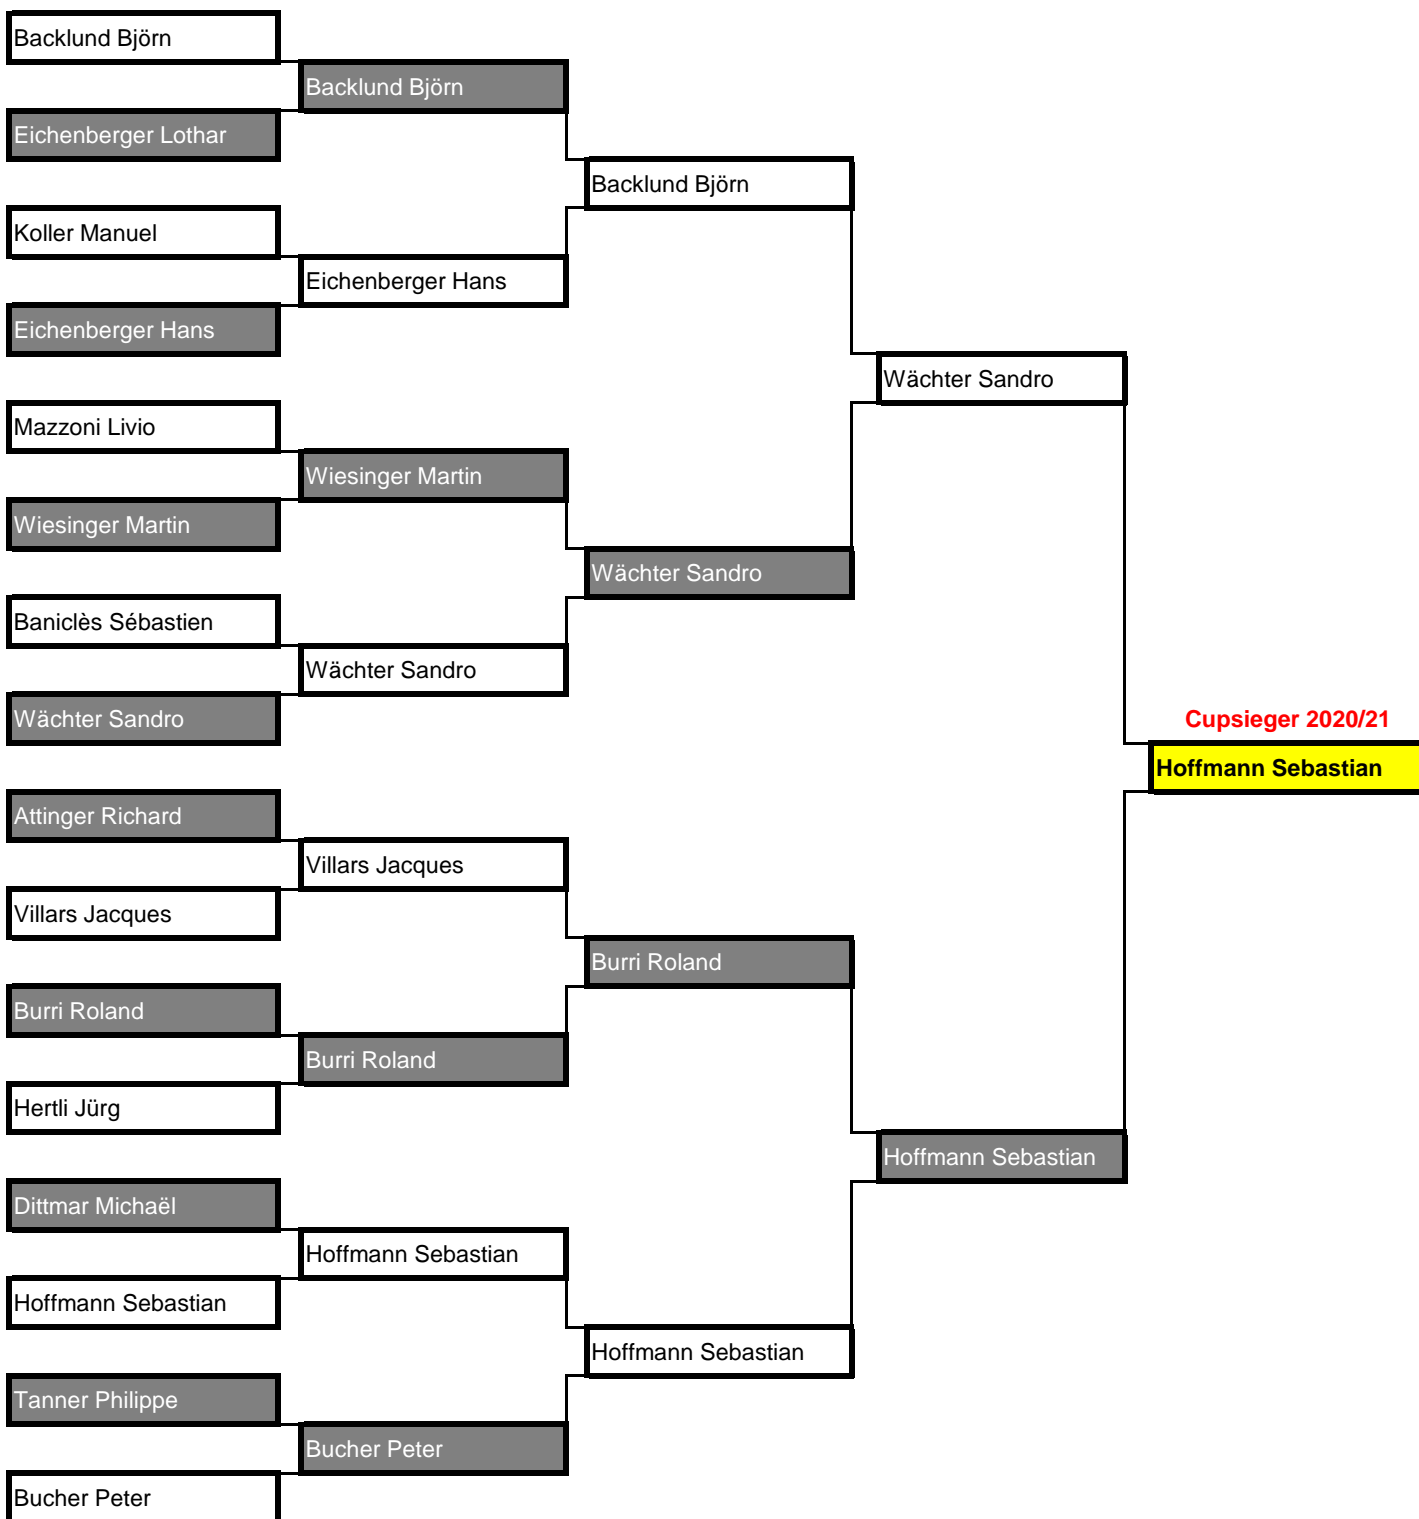 Backlund Björn
Backlund Björn
Eichenberger Lothar
Backlund Björn
Koller Manuel
Eichenberger Hans
Eichenberger Hans
Wächter Sandro
Mazzoni Livio
Wiesinger Martin
Wiesinger Martin
Wächter Sandro
Baniclès Sébastien
Wächter Sandro
Wächter Sandro
Cupsieger 2020/21
Hoffmann Sebastian
Attinger Richard
Villars Jacques
Villars Jacques
Burri Roland
Burri Roland
Burri Roland
Hertli Jürg
Hoffmann Sebastian
Dittmar Michaël
Hoffmann Sebastian
Hoffmann Sebastian
Hoffmann Sebastian
Tanner Philippe
Bucher Peter
Bucher Peter